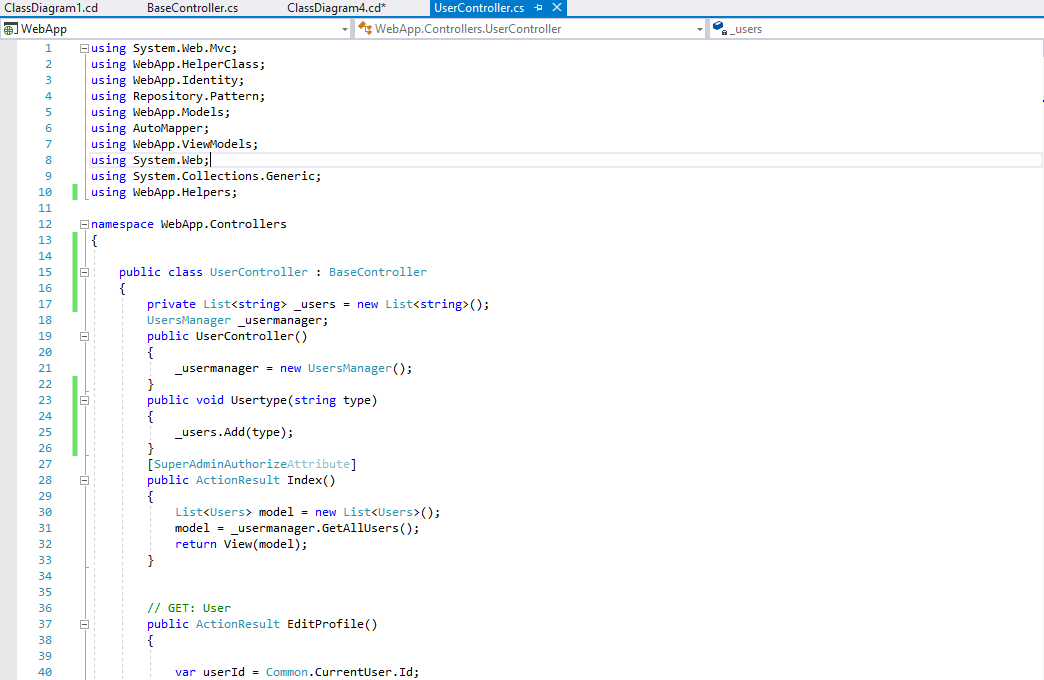 ClassDiagram1.cd BaseController.cs ClassDiagram4.cd* UserController.cs
WebApp WebApp.Controllers.UserController _users
1 using System.Web.Mvc;
2 using WebApp.HelperClass;
3 using WebApp.Identity;
4 using Repository.Pattern;
5 using WebApp.Models;
6 using AutoMapper;
7 using WebApp.ViewModels;
8 using System.Web;
9 using System.Collections.Generic;
10 using WebApp.Helpers;
11
12 namespace WebApp.Controllers
13 {
14
15 public class UserController : BaseController
16 {
17 private List<string> _users = new List<string>();
18 UsersManager _usermanager;
19 public UserController()
20 {
21 _usermanager = new UsersManager();
22 }
23 public void Usertype(string type)
24 {
25 _users.Add(type);
26 }
27 [SuperAdminAuthorizeAttribute]
28 public ActionResult Index()
29 {
30 List<Users> model = new List<Users>();
31 model = _usermanager.GetAllUsers();
32 return View(model);
33 }
34
35
36 // GET: User
37 public ActionResult EditProfile()
38 {
39
40 var userId = Common.CurrentUser.Id;